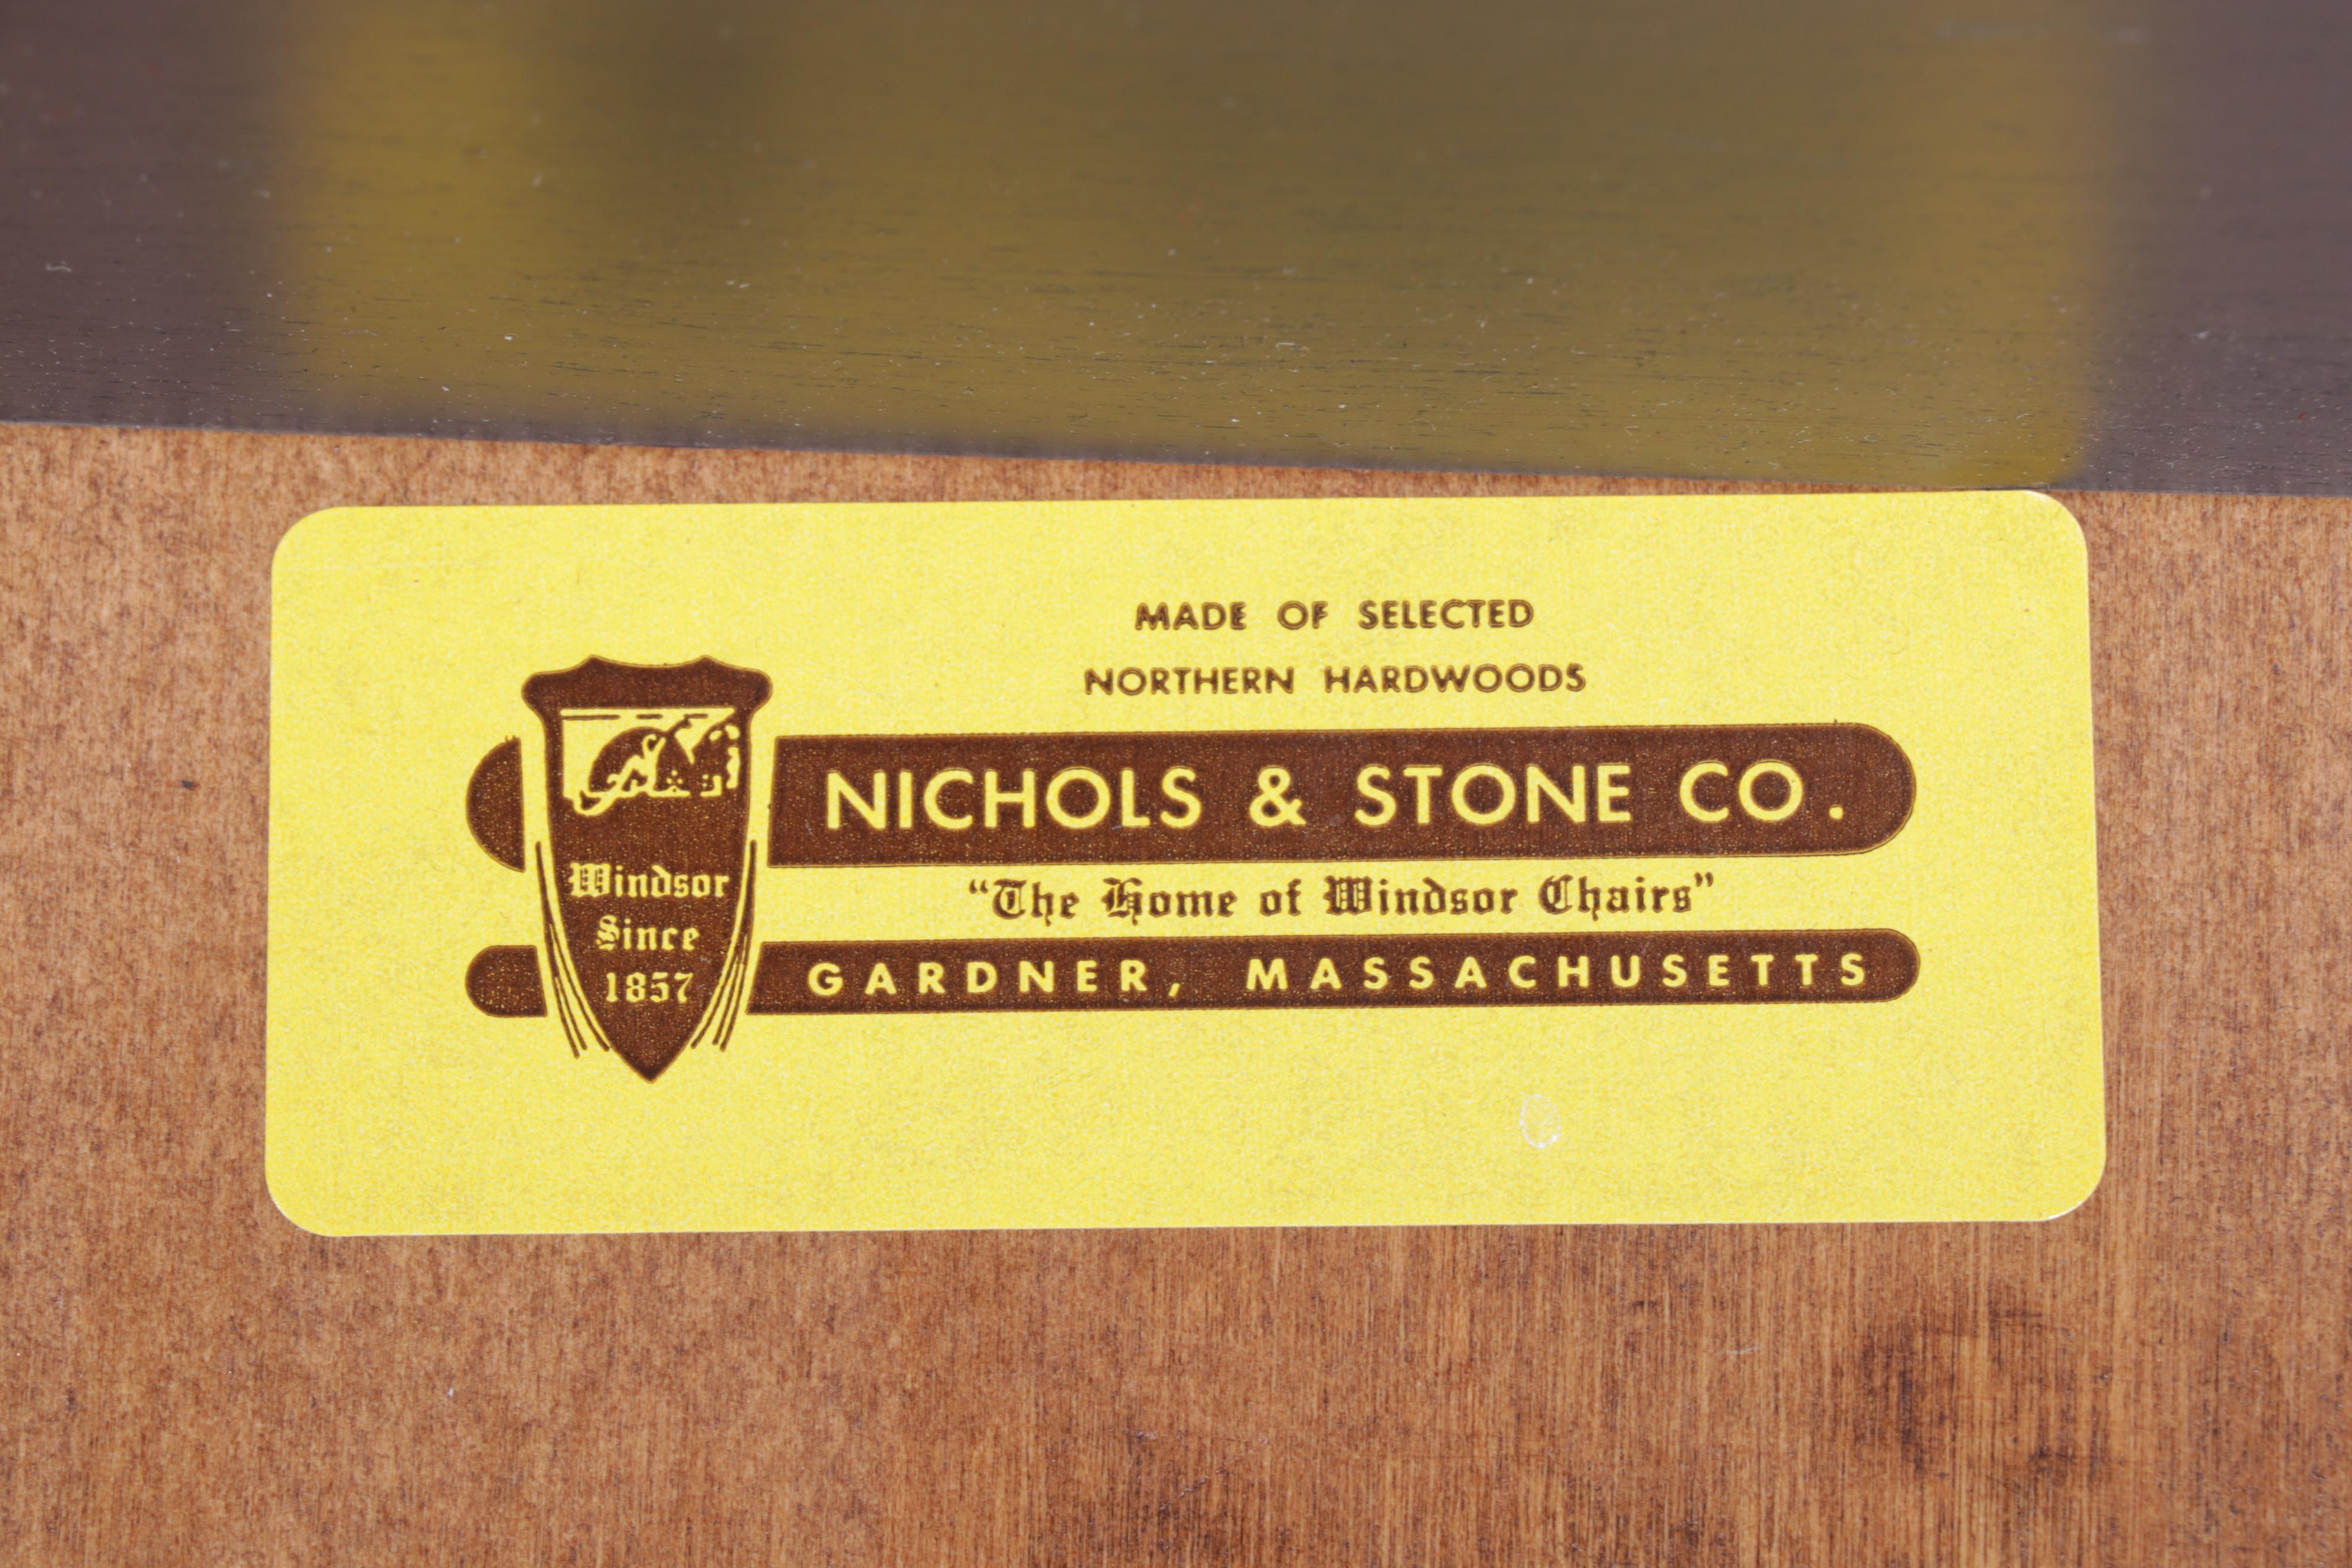 MADE OF SELECTED
NORTHERN HARDWOODS
NICHOLS & STONE CO.
"The Home of Windsor Chairs"
GARDNER, MASSACHUSETTS
Windsor
Since
1857